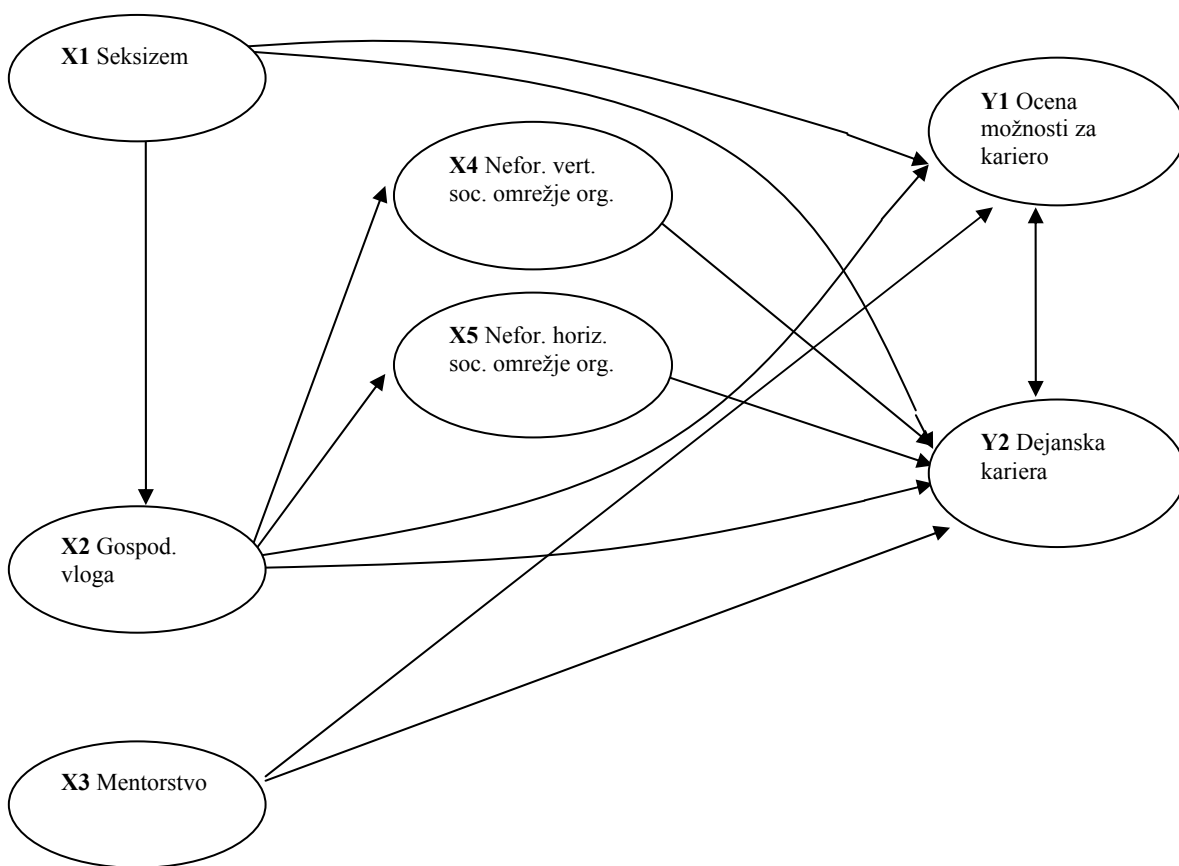 X1 Seksizem
Y1 Ocena
možnosti za
kariero
X4 Nefor. vert.
soc. omrežje org.
X5 Nefor. horiz.
soc. omrežje org.
Y2 Dejanska
kariera
X2 Gospod.
vloga
X3 Mentorstvo